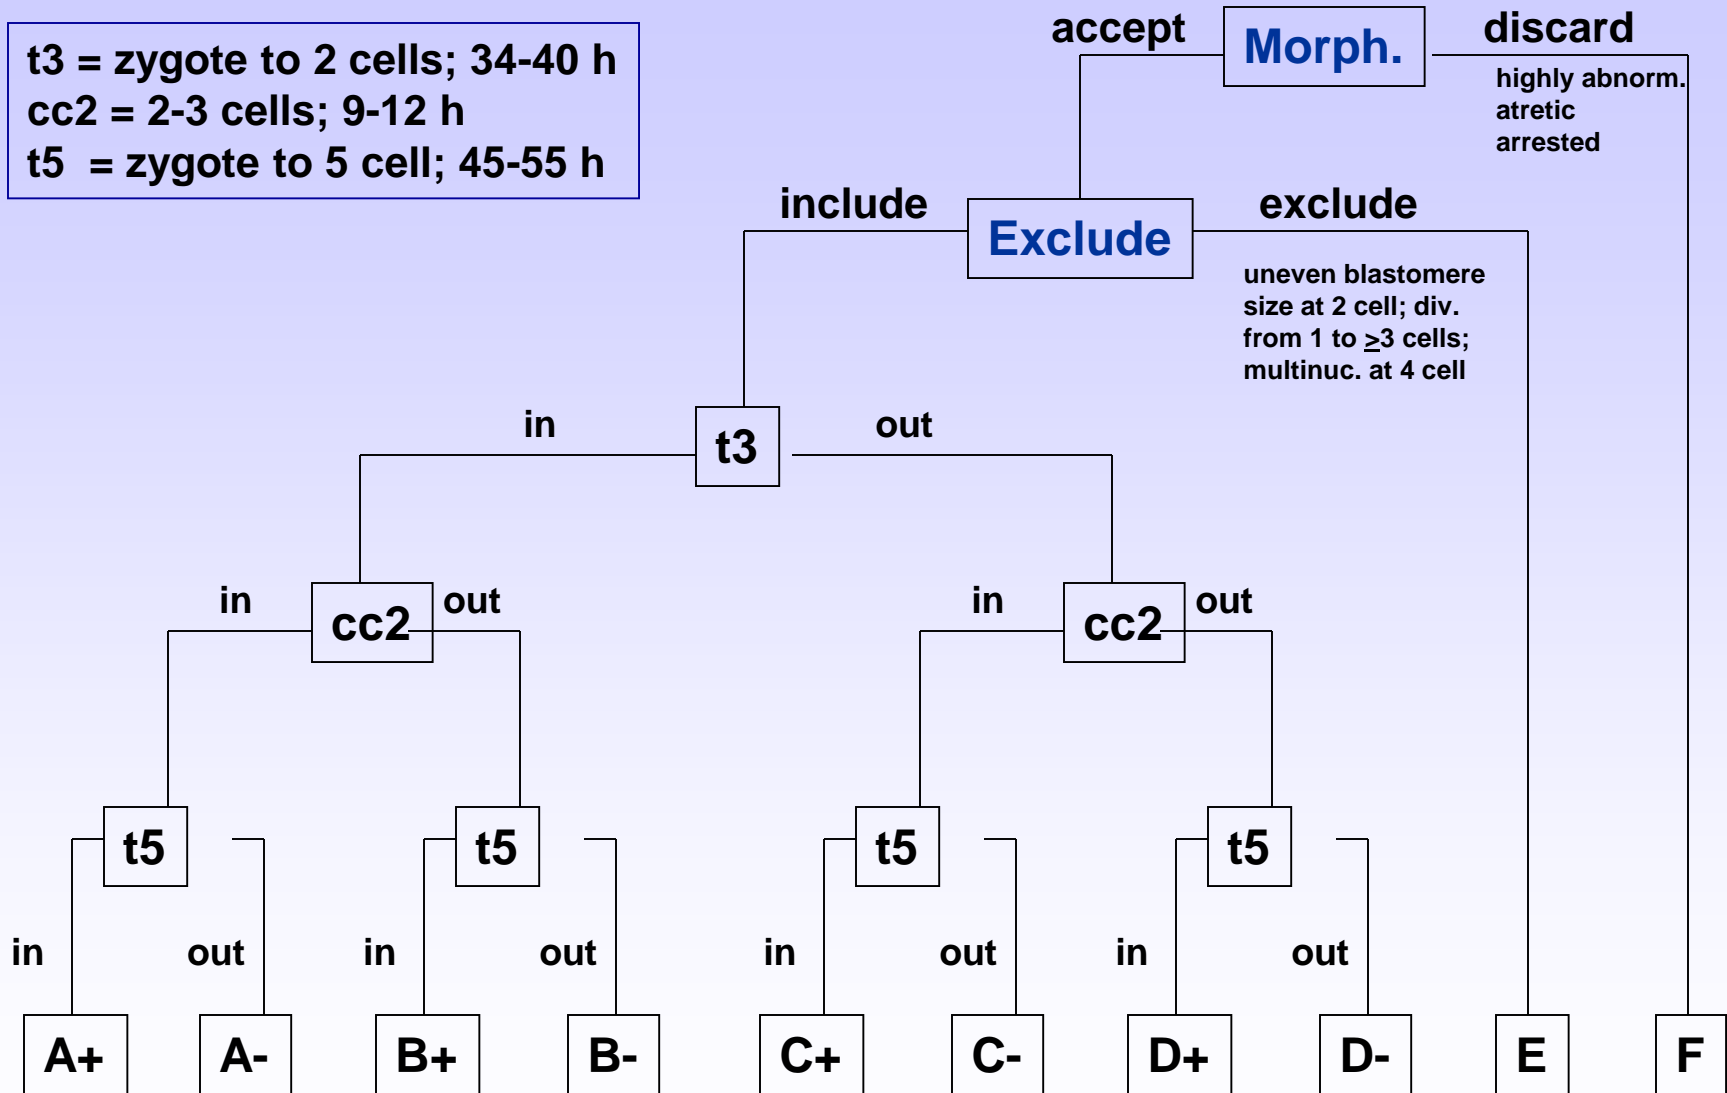 t3 = zygote to 2 cells; 34-40 h
cc2 = 2-3 cells; 9-12 h
t5  = zygote to 5 cell; 45-55 h
accept
Morph.
discard
highly abnorm.
atretic
arrested
include
Exclude
exclude
uneven blastomere
size at 2 cell; div.
from 1 to ≥3 cells;
multinuc. at 4 cell
in
t3
out
in
cc2
out
in
cc2
out
t5
t5
t5
t5
in
out
in
out
in
out
in
out
A+
A-
B+
B-
C+
C-
D+
D-
E
F